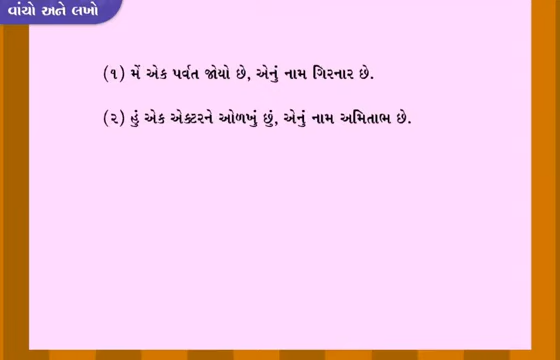 વાંચો અને લખો
(૧) મેં એક પર્વત જોયો છે, એનું નામ ગિરનાર છે.
(૨) હું એક એક્ટરને ઓળખું છું, એનું નામ અમિતાભ છે.